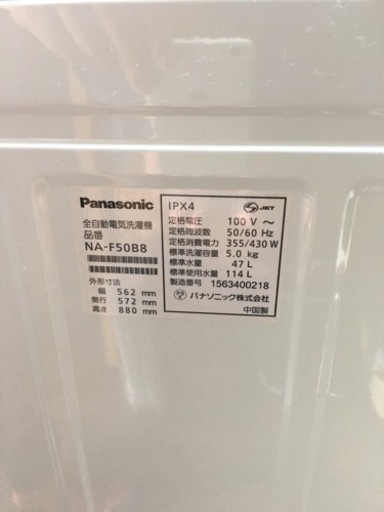 Panasonic
全自動電気洗濯機
品番
NA-F50B8
外形寸法
幅 562 mm
奥行 572 mm
高さ 880 mm
IPX4
JET
定格電圧 100 V ～
定格周波数 50/60 Hz
定格消費電力 355/430 W
標準洗濯容量 5.0 kg
標準水量 47 L
標準使用水量 114 L
製造番号 1563400218
パナソニック株式会社
中国製